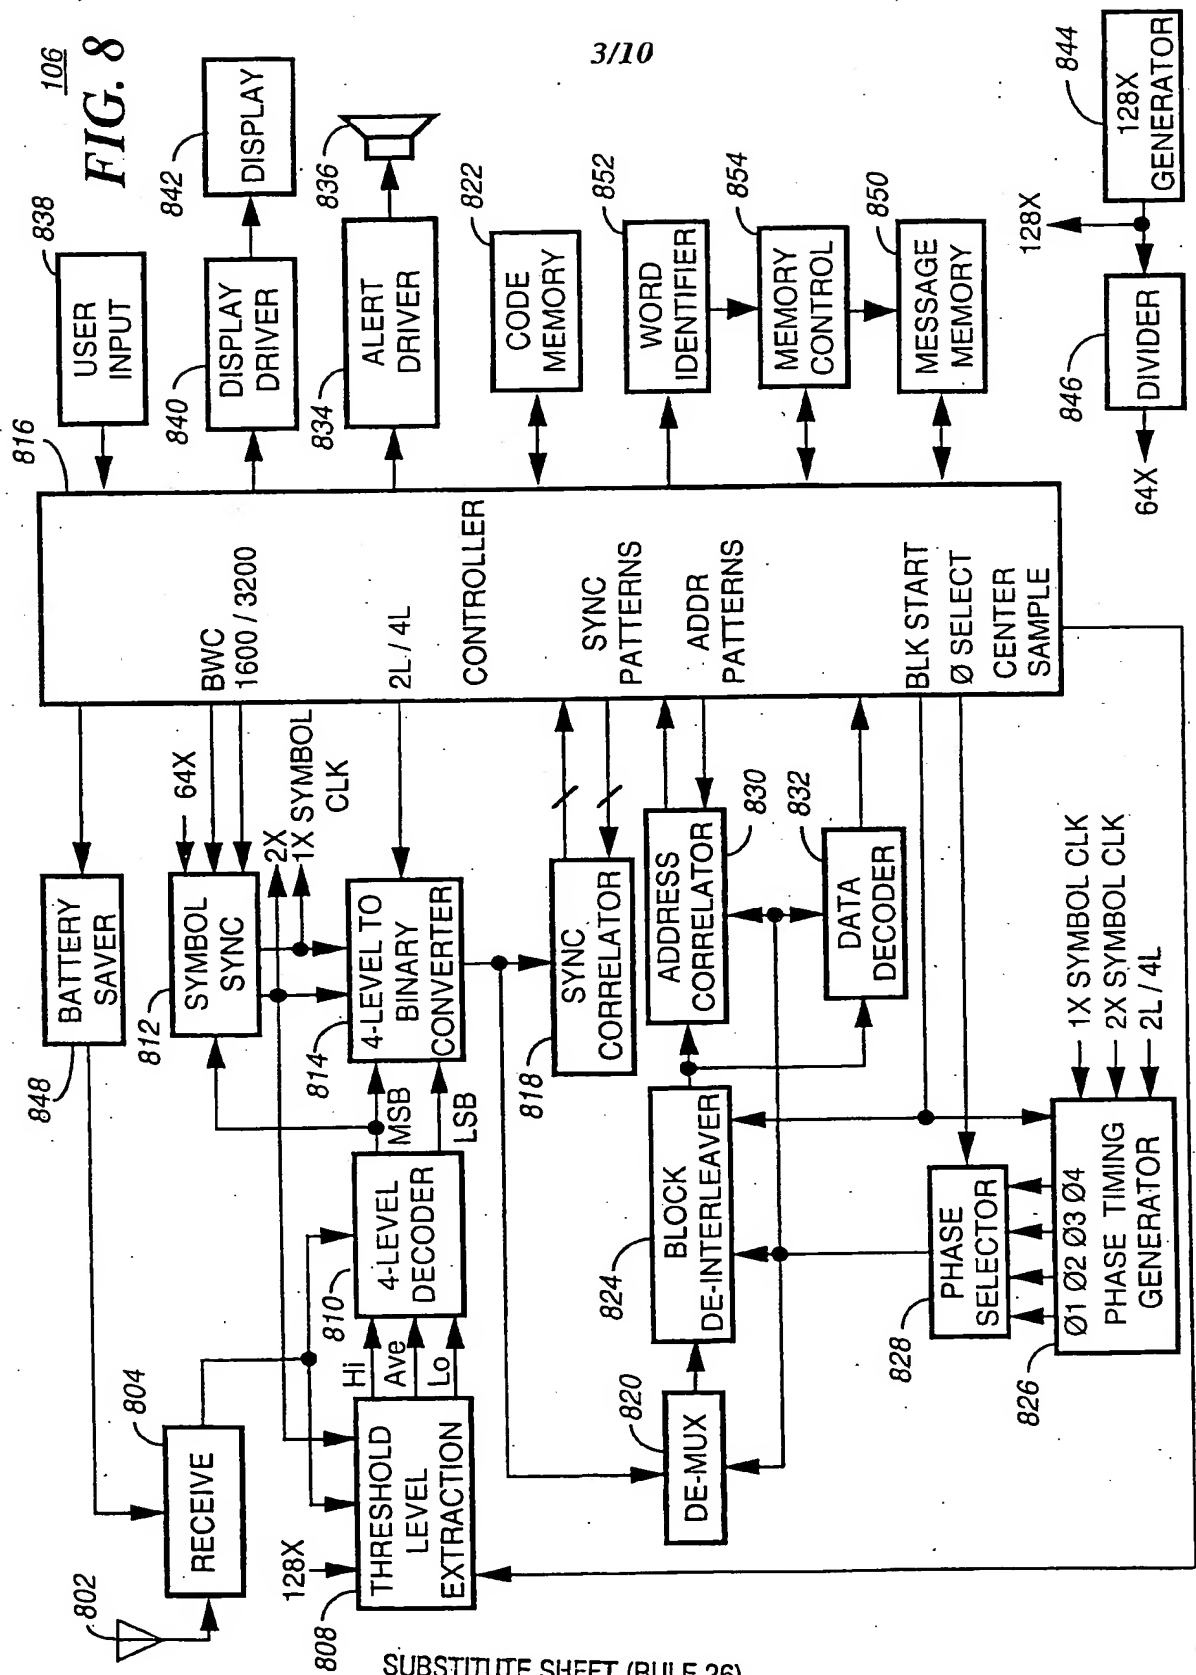 3/10
106
FIG. 8
802
RECEIVE
804
BATTERY
SAVER
848
816
USER
INPUT
838
DISPLAY
DRIVER
840
DISPLAY
842
ALERT
DRIVER
834
836
CODE
MEMORY
822
WORD
IDENTIFIER
852
MEMORY
CONTROL
854
MESSAGE
MEMORY
850
128X
GENERATOR
844
128X
DIVIDER
846
64X
BWC
1600 / 3200
2L / 4L
CONTROLLER
SYNC
PATTERNS
ADDR
PATTERNS
BLK START
Ø SELECT
CENTER
SAMPLE
SYMBOL
SYNC
812
64X
2X
1X SYMBOL
CLK
4-LEVEL TO
BINARY
CONVERTER
814
MSB
LSB
4-LEVEL
DECODER
810
Hi
Ave
Lo
128X
THRESHOLD
LEVEL
EXTRACTION
808
SYNC
CORRELATOR
818
ADDRESS
CORRELATOR
830
DATA
DECODER
832
BLOCK
DE-INTERLEAVER
824
DE-MUX
820
PHASE
SELECTOR
828
Ø1 Ø2 Ø3 Ø4
PHASE TIMING
GENERATOR
826
1X SYMBOL CLK
2X SYMBOL CLK
2L / 4L
SUBSTITUTE SHEET (RULE 26)